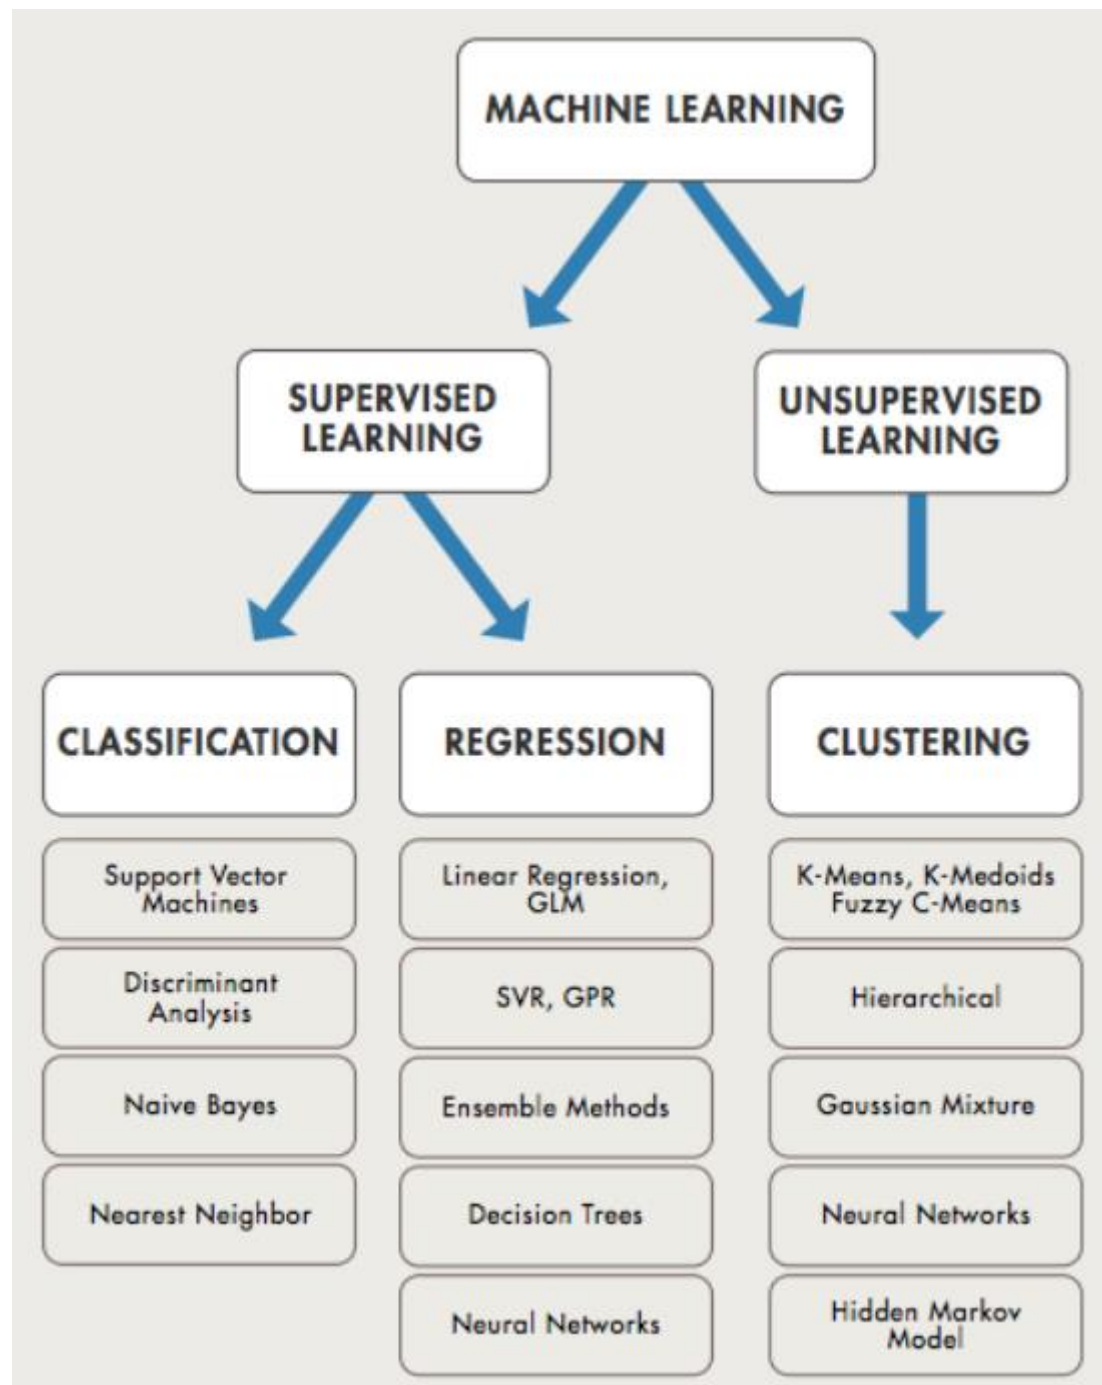 MACHINE LEARNING
SUPERVISED
LEARNING
UNSUPERVISED
LEARNING
CLASSIFICATION
REGRESSION
CLUSTERING
Support Vector
Machines
Linear Regression,
GLM
K-Means, K-Medoids
Fuzzy C-Means
Discriminant
Analysis
SVR, GPR
Hierarchical
Naive Bayes
Ensemble Methods
Gaussian Mixture
Nearest Neighbor
Decision Trees
Neural Networks
Neural Networks
Hidden Markov
Model